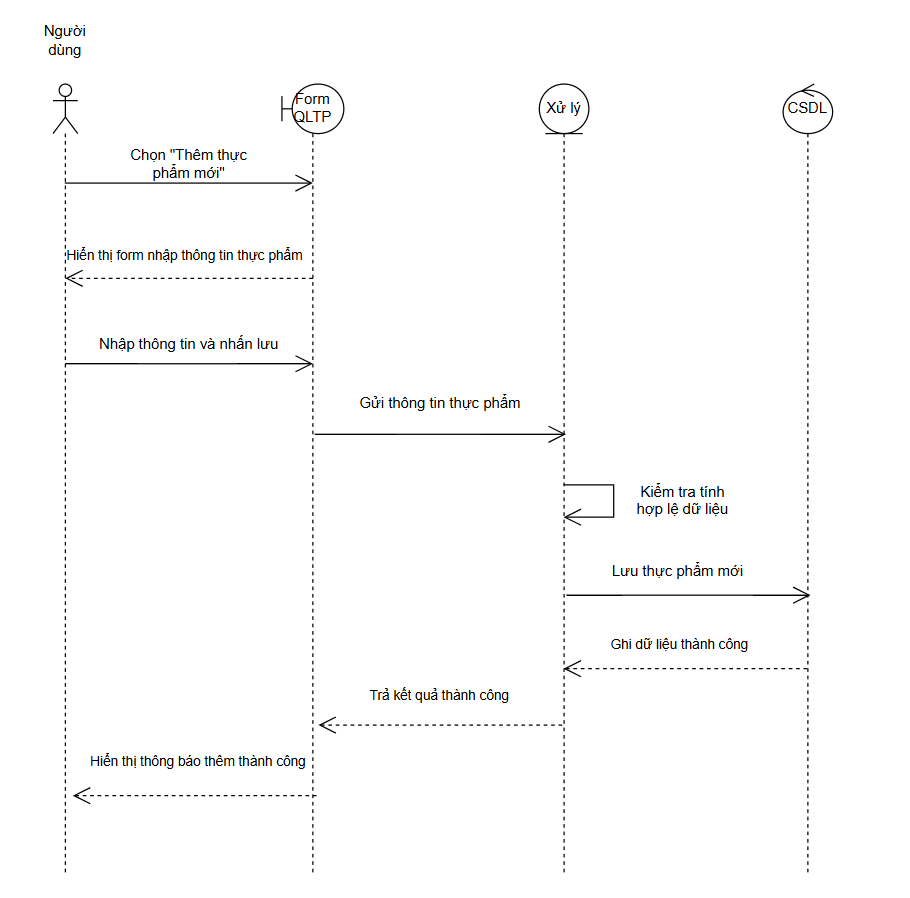 Người
dùng
Form
QLTP
Xử lý
CSDL
Chọn "Thêm thực
phẩm mới"
Hiển thị form nhập thông tin thực phẩm
Nhập thông tin và nhấn lưu
Gửi thông tin thực phẩm
Kiểm tra tính
hợp lệ dữ liệu
Lưu thực phẩm mới
Ghi dữ liệu thành công
Trả kết quả thành công
Hiển thị thông báo thêm thành công